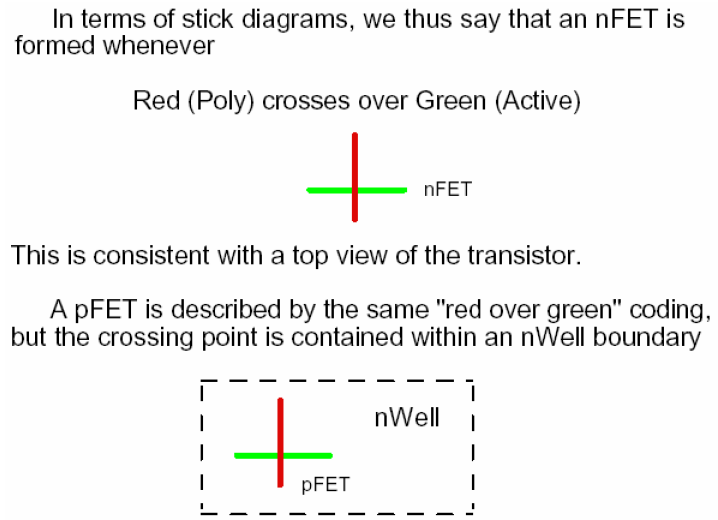 In terms of stick diagrams, we thus say that an nFET is
formed whenever
Red (Poly) crosses over Green (Active)
nFET
This is consistent with a top view of the transistor.
A pFET is described by the same "red over green" coding,
but the crossing point is contained within an nWell boundary
nWell
pFET